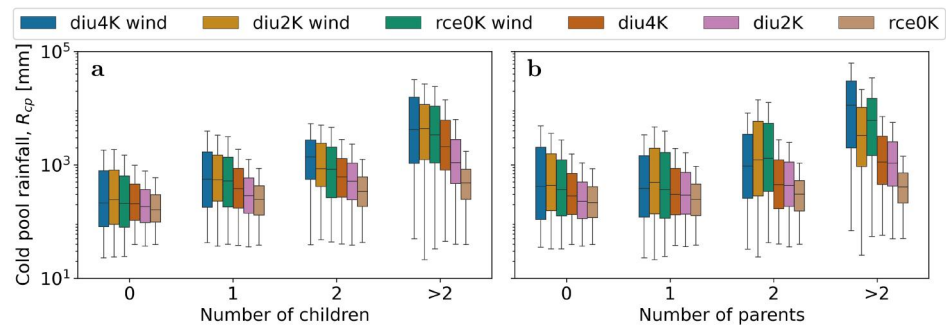 diu4K wind diu2K wind rce0K wind diu4K diu2K rce0K
Cold pool rainfall, R_cp [mm]
10^5
10^3
10^1
a
0 1 2 >2
Number of children
b
0 1 2 >2
Number of parents